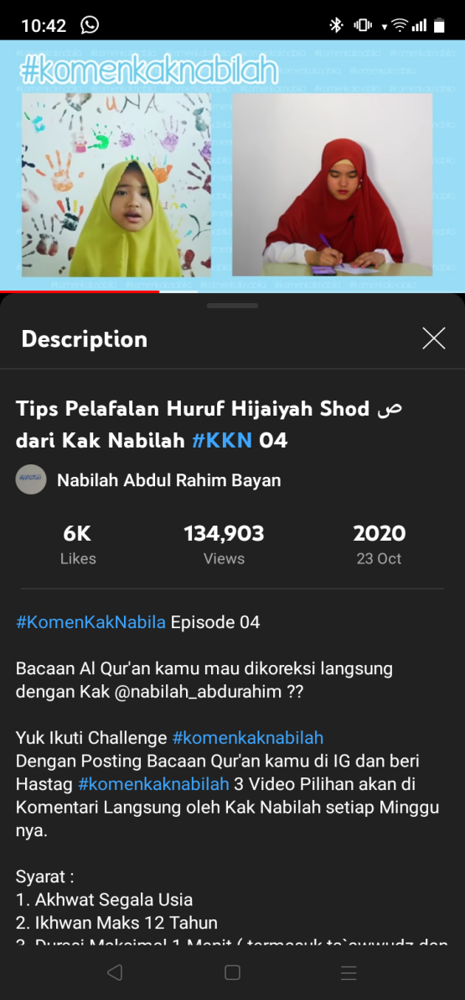 10:42
#komenkaknabilah
UNA
Description
Tips Pelafalan Huruf Hijaiyah Shod ص
dari Kak Nabilah #KKN 04
Nabilah Abdul Rahim Bayan
6K
134,903
2020
Likes
Views
23 Oct
#KomenKakNabila Episode 04
Bacaan Al Qur'an kamu mau dikoreksi langsung
dengan Kak @nabilah_abdurahim ??
Yuk Ikuti Challenge #komenkaknabilah
Dengan Posting Bacaan Qur'an kamu di IG dan beri
Hastag #komenkaknabilah 3 Video Pilihan akan di
Komentari Langsung oleh Kak Nabilah setiap Minggu
nya.
Syarat :
1. Akhwat Segala Usia
2. Ikhwan Maks 12 Tahun
3. Durasi Maksimal 1 Menit ( termasuk ta`awwudz dan